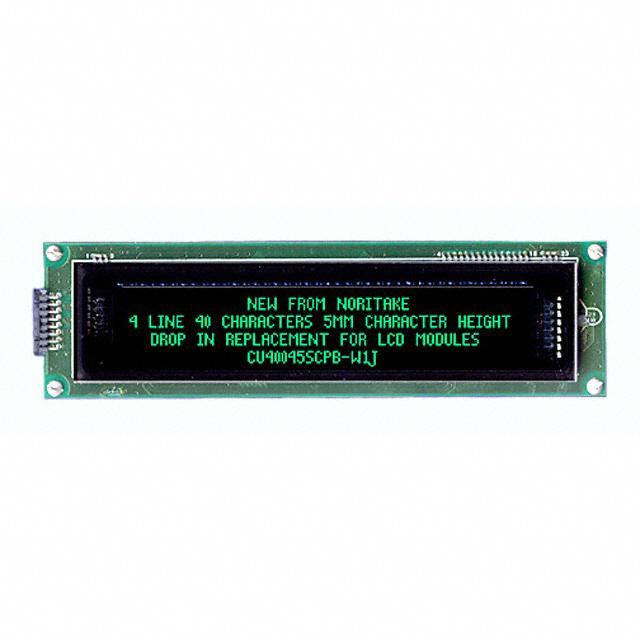 NEW FROM NORITAKE
4 LINE 40 CHARACTERS 5MM CHARACTER HEIGHT
DROP IN REPLACEMENT FOR LCD MODULES
CU40045SCPB-W1J